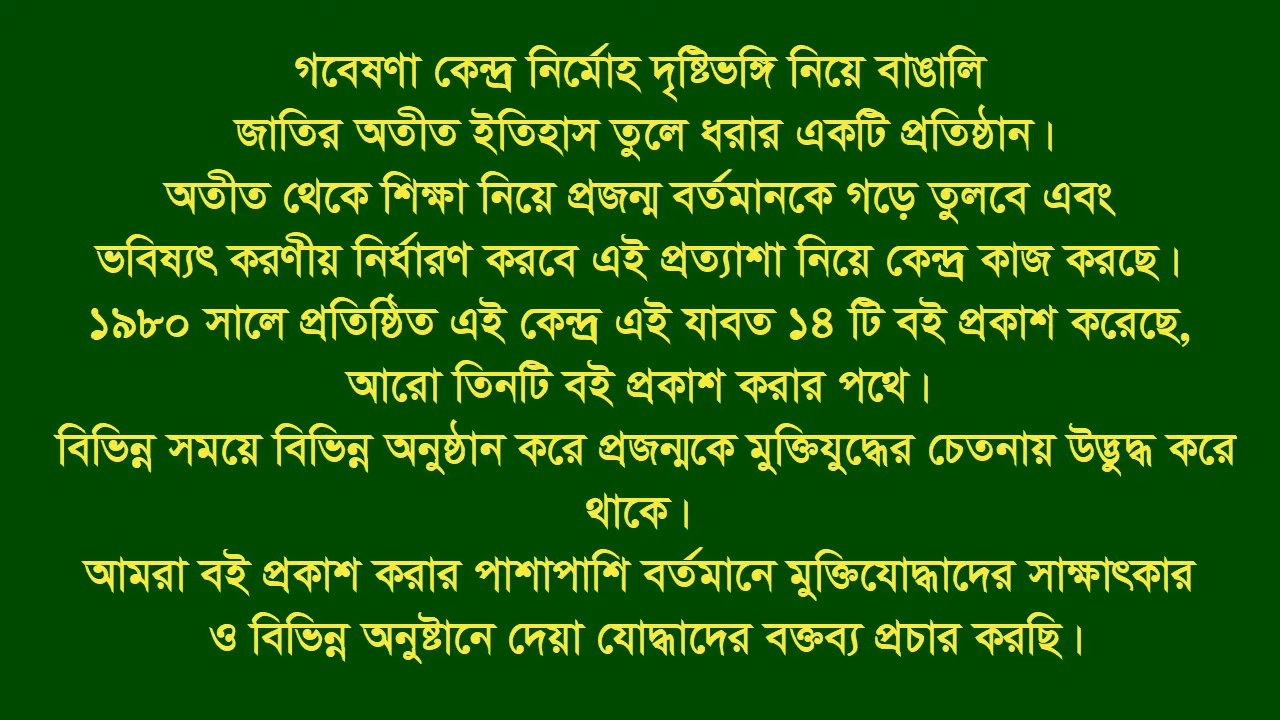 গবেষণা কেন্দ্র নির্মোহ দৃষ্টিভঙ্গি নিয়ে বাঙালি
জাতির অতীত ইতিহাস তুলে ধরার একটি প্রতিষ্ঠান।
অতীত থেকে শিক্ষা নিয়ে প্রজন্ম বর্তমানকে গড়ে তুলবে এবং
ভবিষ্যৎ করণীয় নির্ধারণ করবে এই প্রত্যাশা নিয়ে কেন্দ্র কাজ করছে।
১৯৮০ সালে প্রতিষ্ঠিত এই কেন্দ্র এই যাবত ১৪ টি বই প্রকাশ করেছে,
আরো তিনটি বই প্রকাশ করার পথে।
বিভিন্ন সময়ে বিভিন্ন অনুষ্ঠান করে প্রজন্মকে মুক্তিযুদ্ধের চেতনায় উদ্ভুদ্ধ করে
থাকে।
আমরা বই প্রকাশ করার পাশাপাশি বর্তমানে মুক্তিযোদ্ধাদের সাক্ষাৎকার
ও বিভিন্ন অনুষ্টানে দেয়া যোদ্ধাদের বক্তব্য প্রচার করছি।